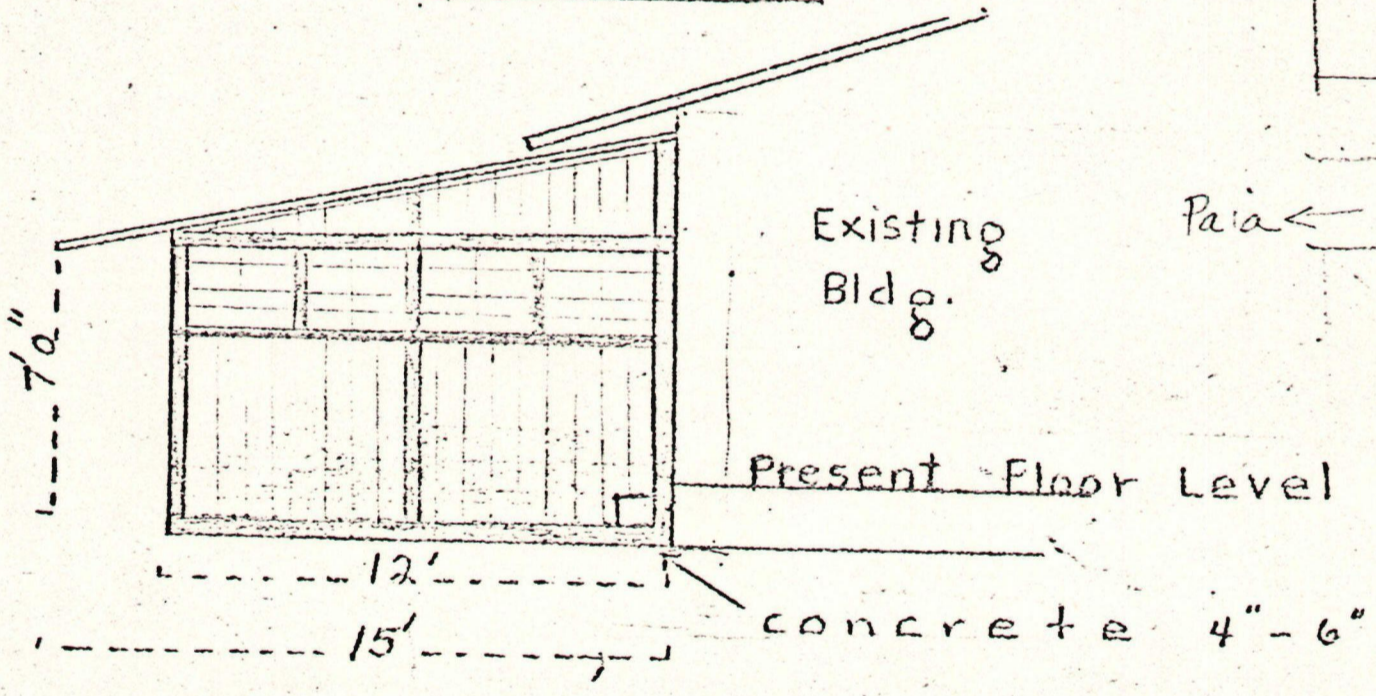 Existing
Bldg.
Paia
7'0"
Present Floor Level
12'
15'
concrete 4"-6"